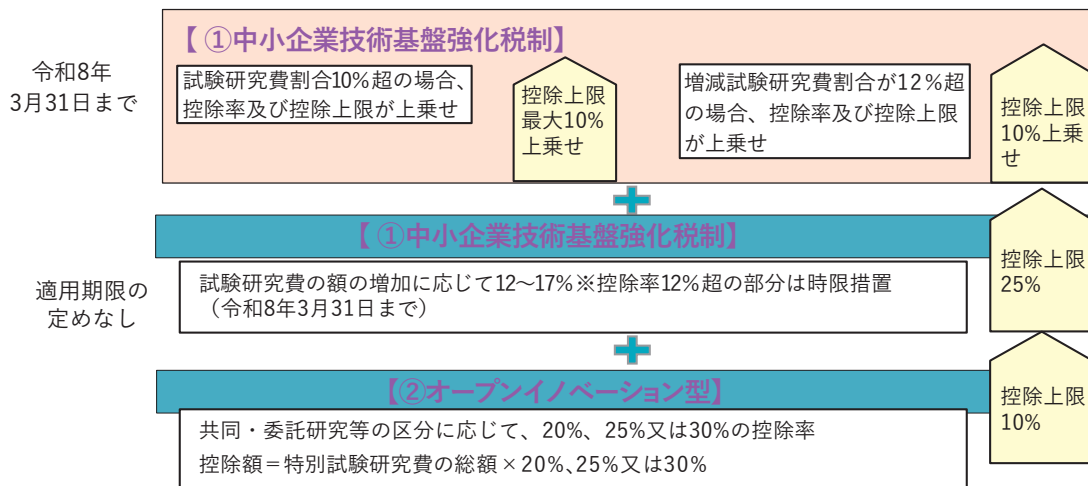 【 ①中小企業技術基盤強化税制】
令和8年
3月31日まで
試験研究費割合10%超の場合、
控除率及び控除上限が上乗せ
控除上限
最大10%
上乗せ
増減試験研究費割合が12%超
の場合、控除率及び控除上限
が上乗せ
控除上限
10%上乗
せ
【 ①中小企業技術基盤強化税制】
適用期限の
定めなし
試験研究費の額の増加に応じて12～17%※控除率12%超の部分は時限措置
（令和8年3月31日まで）
控除上限
25%
【②オープンイノベーション型】
共同・委託研究等の区分に応じて、20%、25%又は30%の控除率
控除額＝特別試験研究費の総額×20%、25%又は30%
控除上限
10%